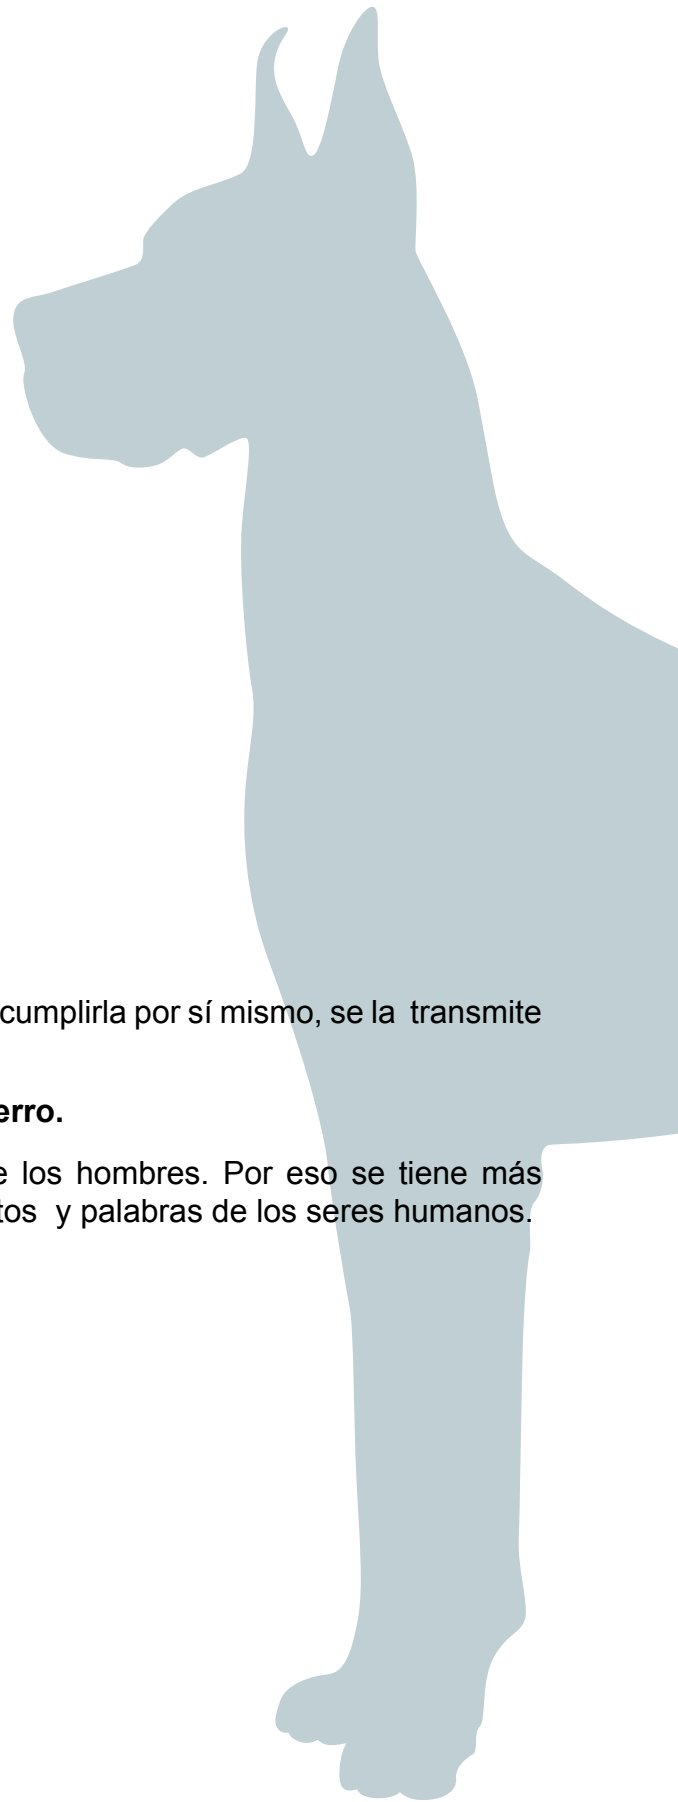 cumplirla por sí mismo, se la transmite
erro.
e los hombres. Por eso se tiene más
tos y palabras de los seres humanos.